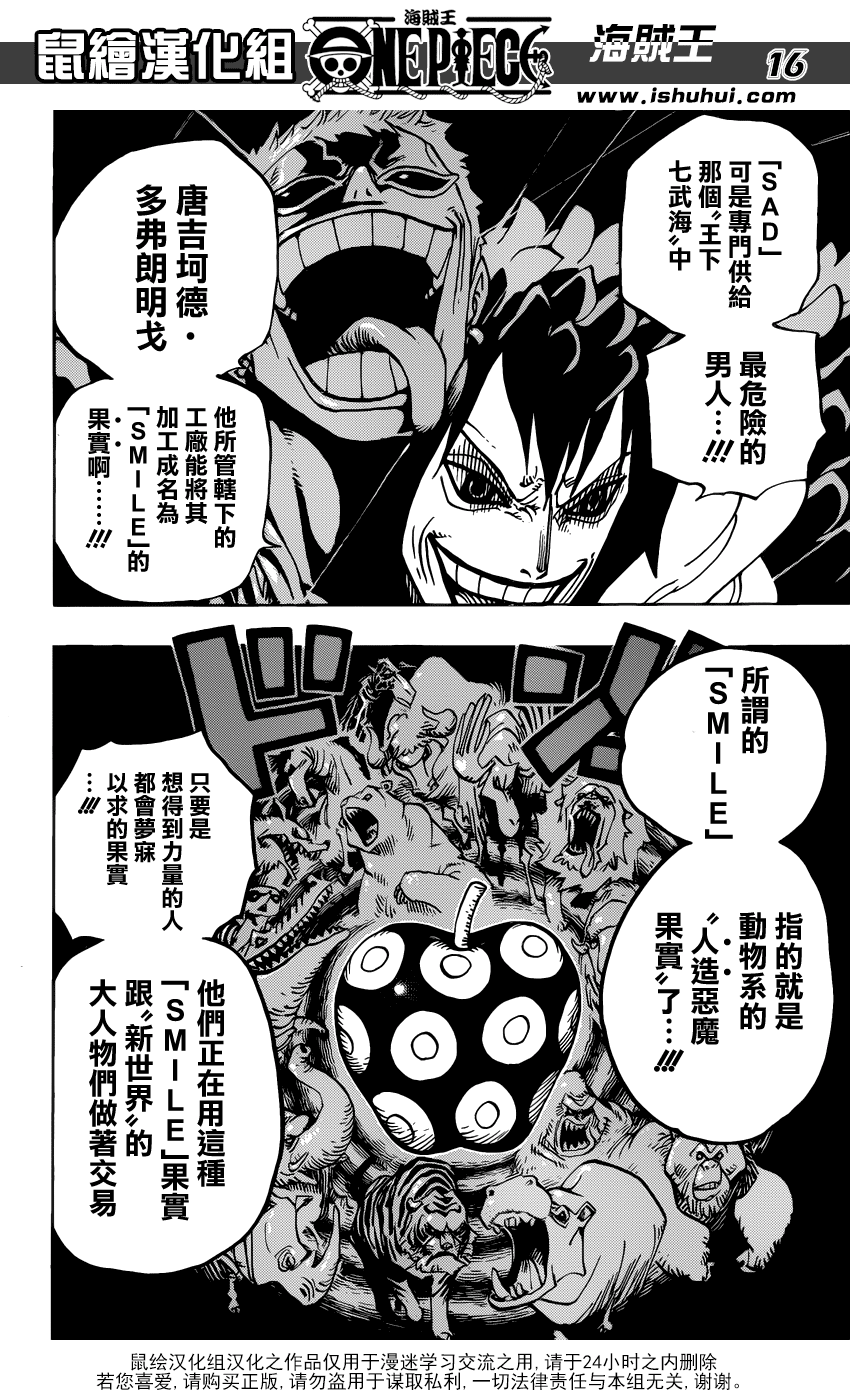 鼠繪漢化組
海賊王
ONE PIECE
海賊王
16
www.ishuhui.com
「SAD」
可是專門供給
那個〝王下
七武海〞中
最危險的
男人…!!!
唐吉坷德・
多弗朗明戈
他所管轄下的
工廠能將其
加工成名為
「SMILE」的
果實啊……!!!
所謂的
「SMILE」
指的就是
動物系的
〝人造惡魔
果實〞了…!!!
只要是
想得到力量的人
都會夢寐
以求的果實
…!!!
他們正在用這種
「SMILE」果實
跟〝新世界〞的
大人物們做著交易
ドドン!!
鼠绘汉化组汉化之作品仅用于漫迷学习交流之用, 请于24小时之内删除
若您喜爱, 请购买正版, 请勿盗用于谋取私利, 一切法律责任与本组无关, 谢谢。